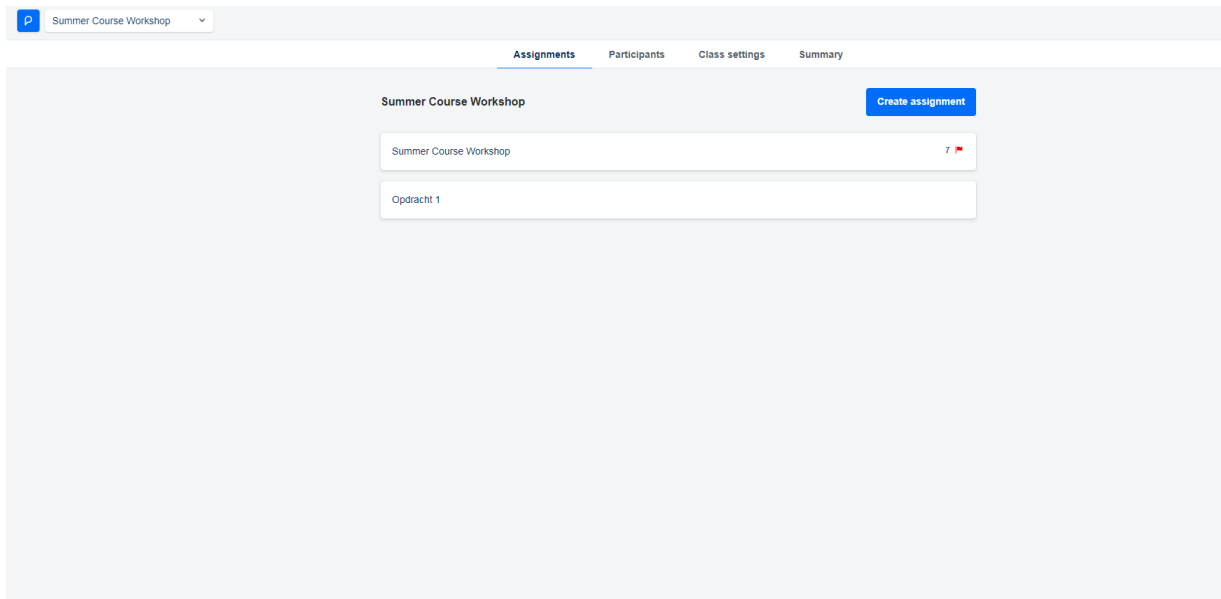 Summer Course Workshop
Assignments Participants Class settings Summary
Summer Course Workshop Create assignment
Summer Course Workshop 7
Opdracht 1